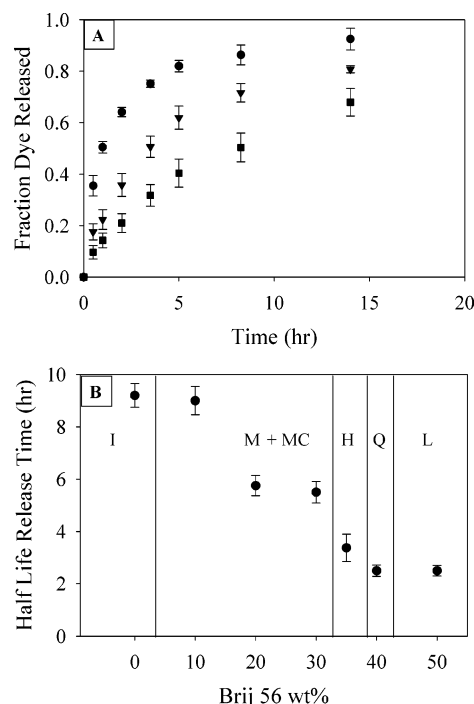 A
Fraction Dye Released
1.0
0.8
0.6
0.4
0.2
0.0
0 5 10 15 20
Time (hr)
B
Half Life Release Time (hr)
10
8
6
4
2
0
I M + MC H Q L
0 10 20 30 40 50
Brij 56 wt%